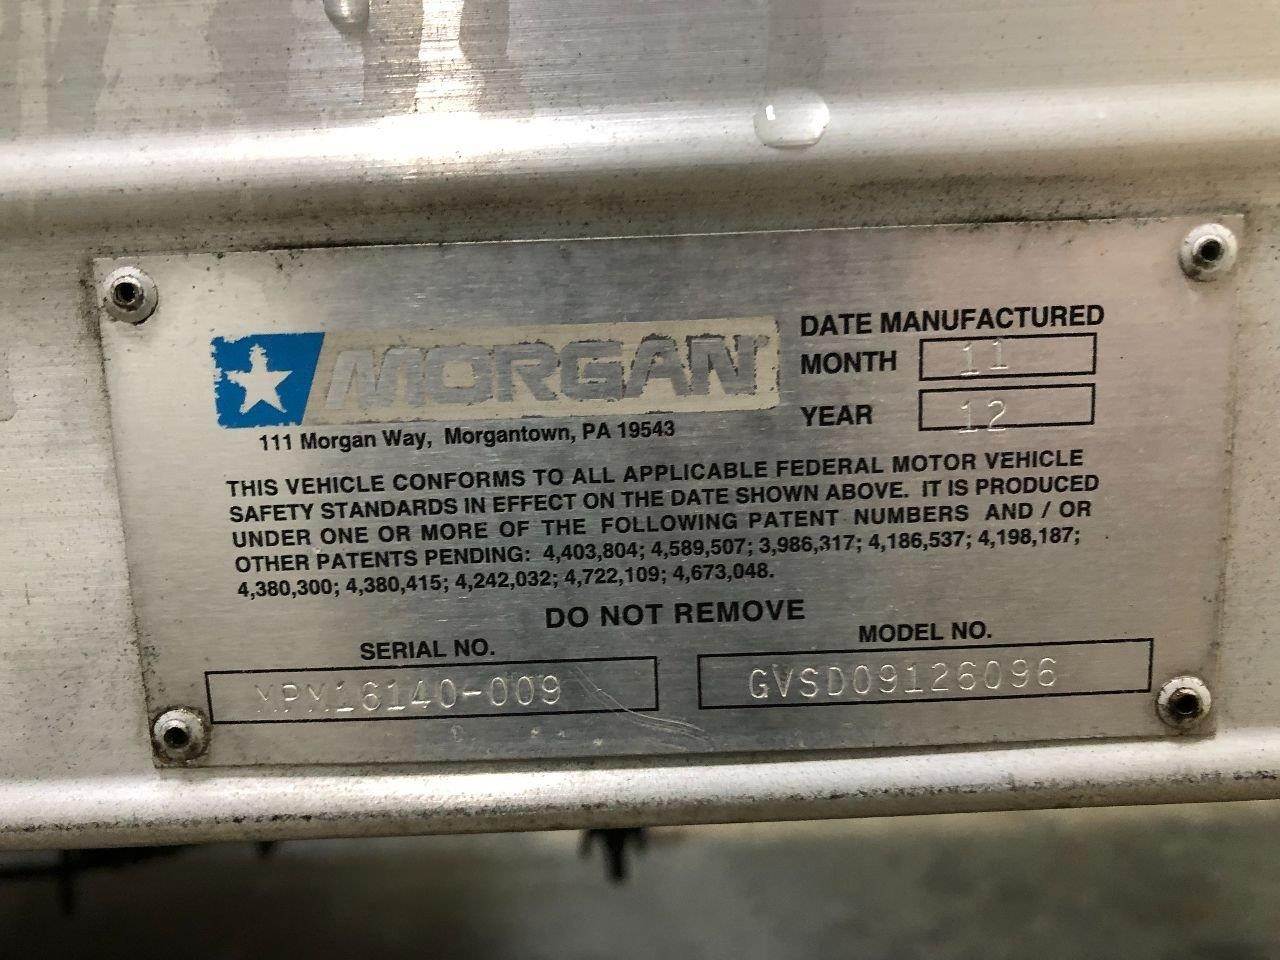 MORGAN
111 Morgan Way, Morgantown, PA 19543
DATE MANUFACTURED
MONTH 11
YEAR 12
THIS VEHICLE CONFORMS TO ALL APPLICABLE FEDERAL MOTOR VEHICLE
SAFETY STANDARDS IN EFFECT ON THE DATE SHOWN ABOVE. IT IS PRODUCED
UNDER ONE OR MORE OF THE FOLLOWING PATENT NUMBERS AND / OR
OTHER PATENTS PENDING: 4,403,804; 4,589,507; 3,986,317; 4,186,537; 4,198,187;
4,380,300; 4,380,415; 4,242,032; 4,722,109; 4,673,048.
DO NOT REMOVE
SERIAL NO.
MPM16140-009
MODEL NO.
GVSD09126096